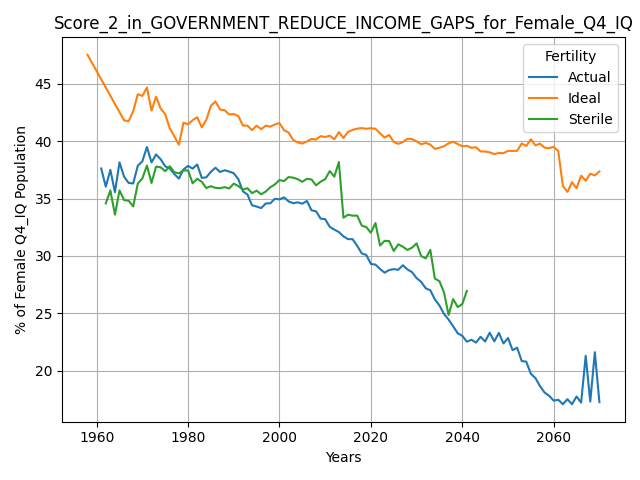 Score_2_in_GOVERNMENT_REDUCE_INCOME_GAPS_for_Female_Q4_IQ
Fertility
Actual
Ideal
Sterile
% of Female Q4_IQ Population
45
40
35
30
25
20
1960 1980 2000 2020 2040 2060
Years